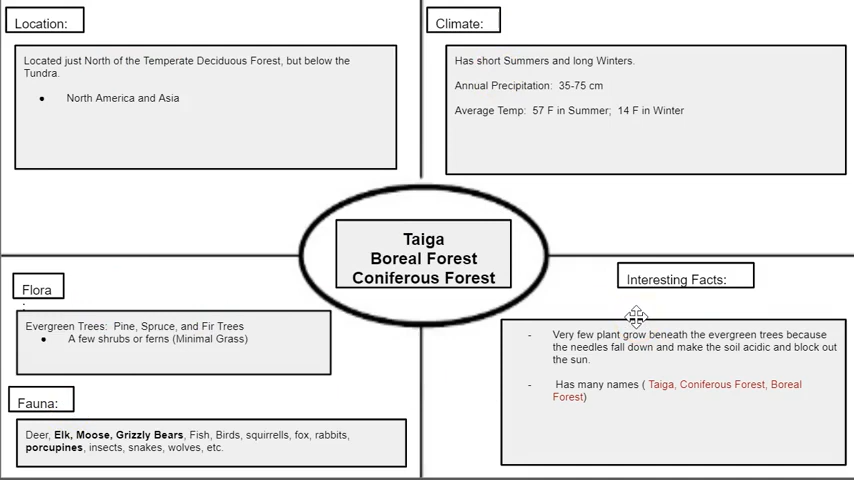 Location:
Located just North of the Temperate Deciduous Forest, but below the
Tundra.
● North America and Asia
Climate:
Has short Summers and long Winters.
Annual Precipitation: 35-75 cm
Average Temp: 57 F in Summer; 14 F in Winter
Taiga
Boreal Forest
Coniferous Forest
Flora
:
Evergreen Trees: Pine, Spruce, and Fir Trees
● A few shrubs or ferns (Minimal Grass)
Fauna:
Deer, Elk, Moose, Grizzly Bears, Fish, Birds, squirrells, fox, rabbits,
porcupines, insects, snakes, wolves, etc.
Interesting Facts:
- Very few plant grow beneath the evergreen trees because
the needles fall down and make the soil acidic and block out
the sun.
- Has many names ( Taiga, Coniferous Forest, Boreal
Forest)